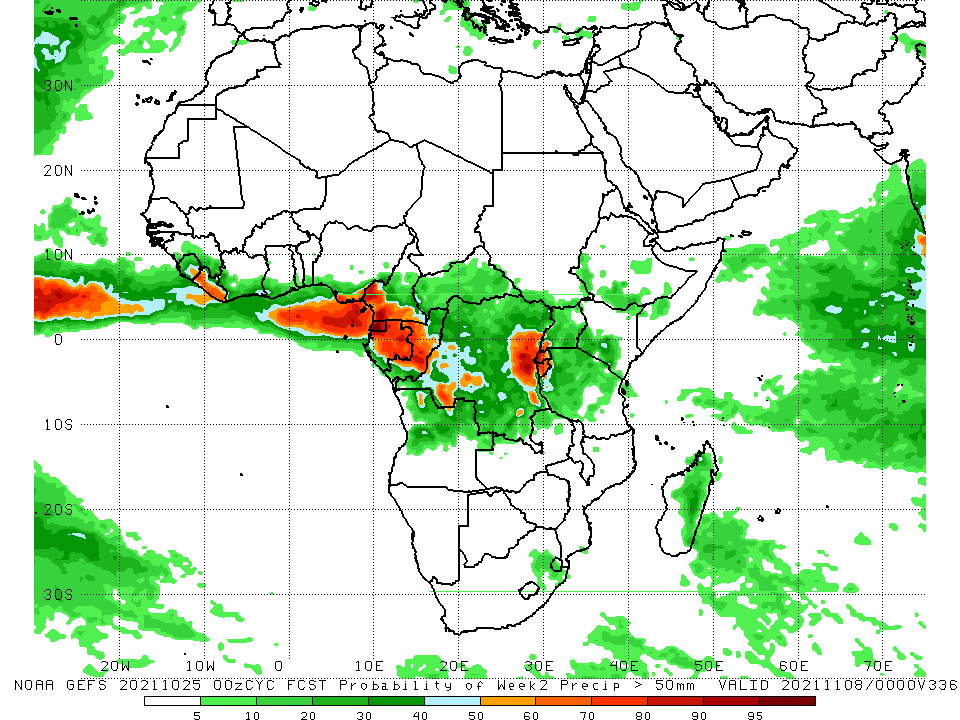 30N
20N
10N
0
10S
20S
30S
20W 10W 0 10E 20E 30E 40E 50E 60E 70E
NOAA GEFS 20211025 00zCYC FCST Probability of Week2 Precip > 50mm VALID 20211108/0000V336
5 10 20 30 40 50 60 70 80 90 95